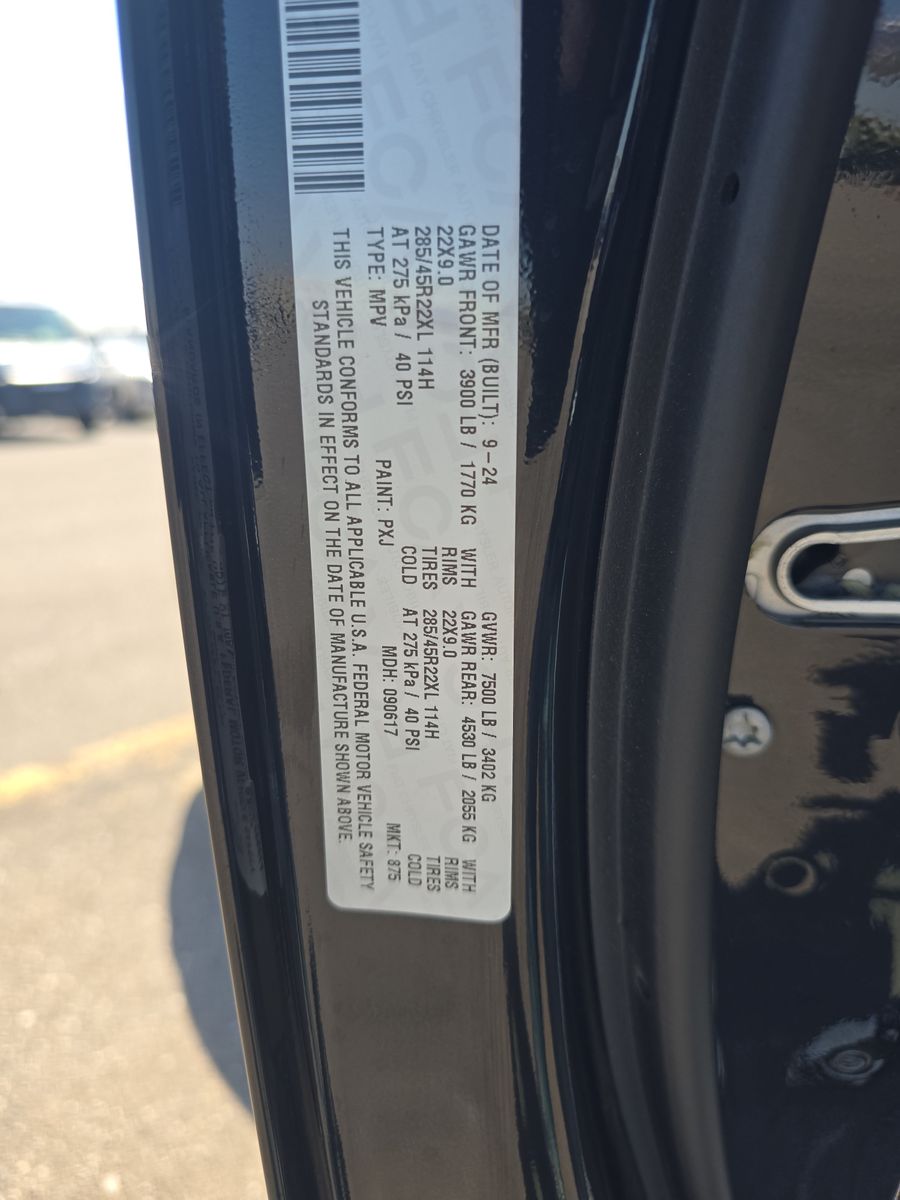 DATE OF MFR (BUILT): 9-24 GVWR: 7500 LB / 3402 KG
GAWR FRONT: 3900 LB / 1770 KG WITH GAWR REAR: 4530 LB / 2055 KG WITH
22X9.0 RIMS 22X9.0 RIMS
285/45R22XL 114H TIRES 285/45R22XL 114H TIRES
AT 275 kPa / 40 PSI COLD AT 275 kPa / 40 PSI COLD
TYPE: MPV PAINT: PXJ MDH: 090617 MKT: 875
THIS VEHICLE CONFORMS TO ALL APPLICABLE U.S.A. FEDERAL MOTOR VEHICLE SAFETY
STANDARDS IN EFFECT ON THE DATE OF MANUFACTURE SHOWN ABOVE.